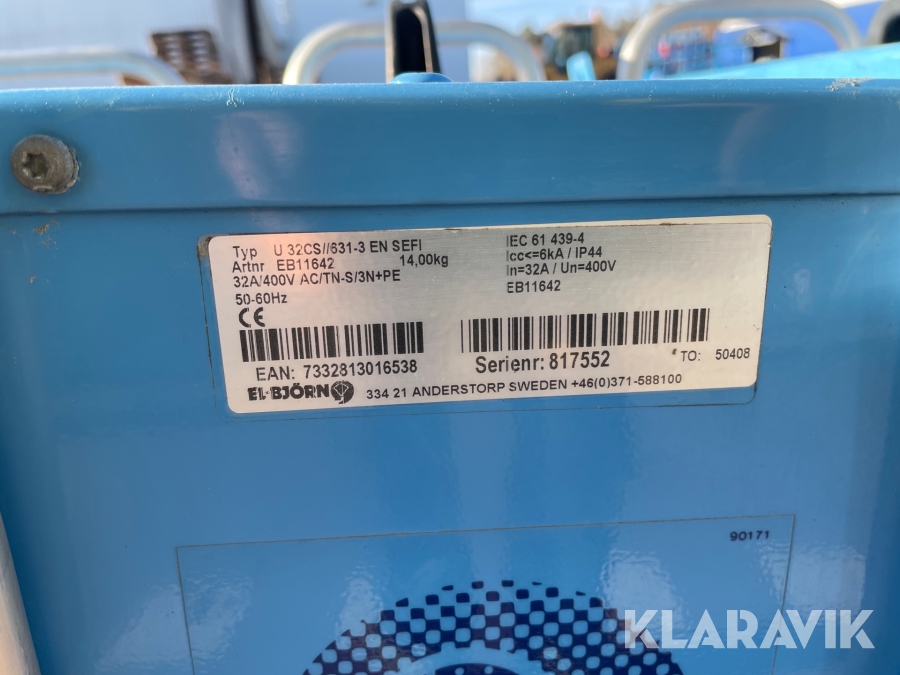 Typ U 32CS//631-3 EN SEFI
Artnr EB11642 14,00kg
32A/400V AC/TN-S/3N+PE
50-60Hz
CE
IEC 61 439-4
Icc<=6kA / IP44
In=32A / Un=400V
EB11642
EAN: 7332813016538
Serienr: 817552
* TO: 50408
EL-BJÖRN
334 21 ANDERSTORP SWEDEN +46(0)371-588100
90171
KLARAVIK